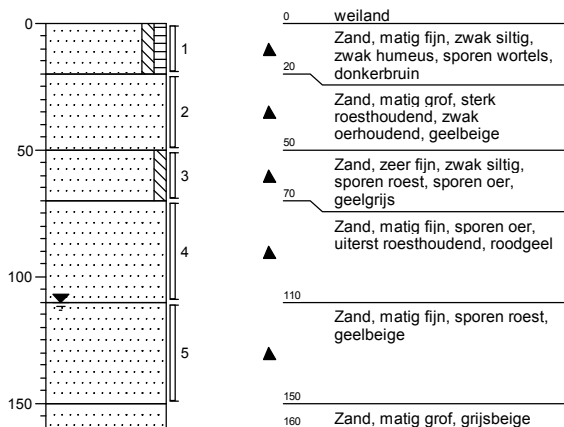 0
50
100
150
1
2
3
4
5
0
weiland
Zand, matig fijn, zwak siltig,
zwak humeus, sporen wortels,
donkerbruin
20
Zand, matig grof, sterk
roesthoudend, zwak
oerhoudend, geelbeige
50
Zand, zeer fijn, zwak siltig,
sporen roest, sporen oer,
geelgrijs
70
Zand, matig fijn, sporen oer,
uiterst roesthoudend, roodgeel
110
Zand, matig fijn, sporen roest,
geelbeige
150
160
Zand, matig grof, grijsbeige